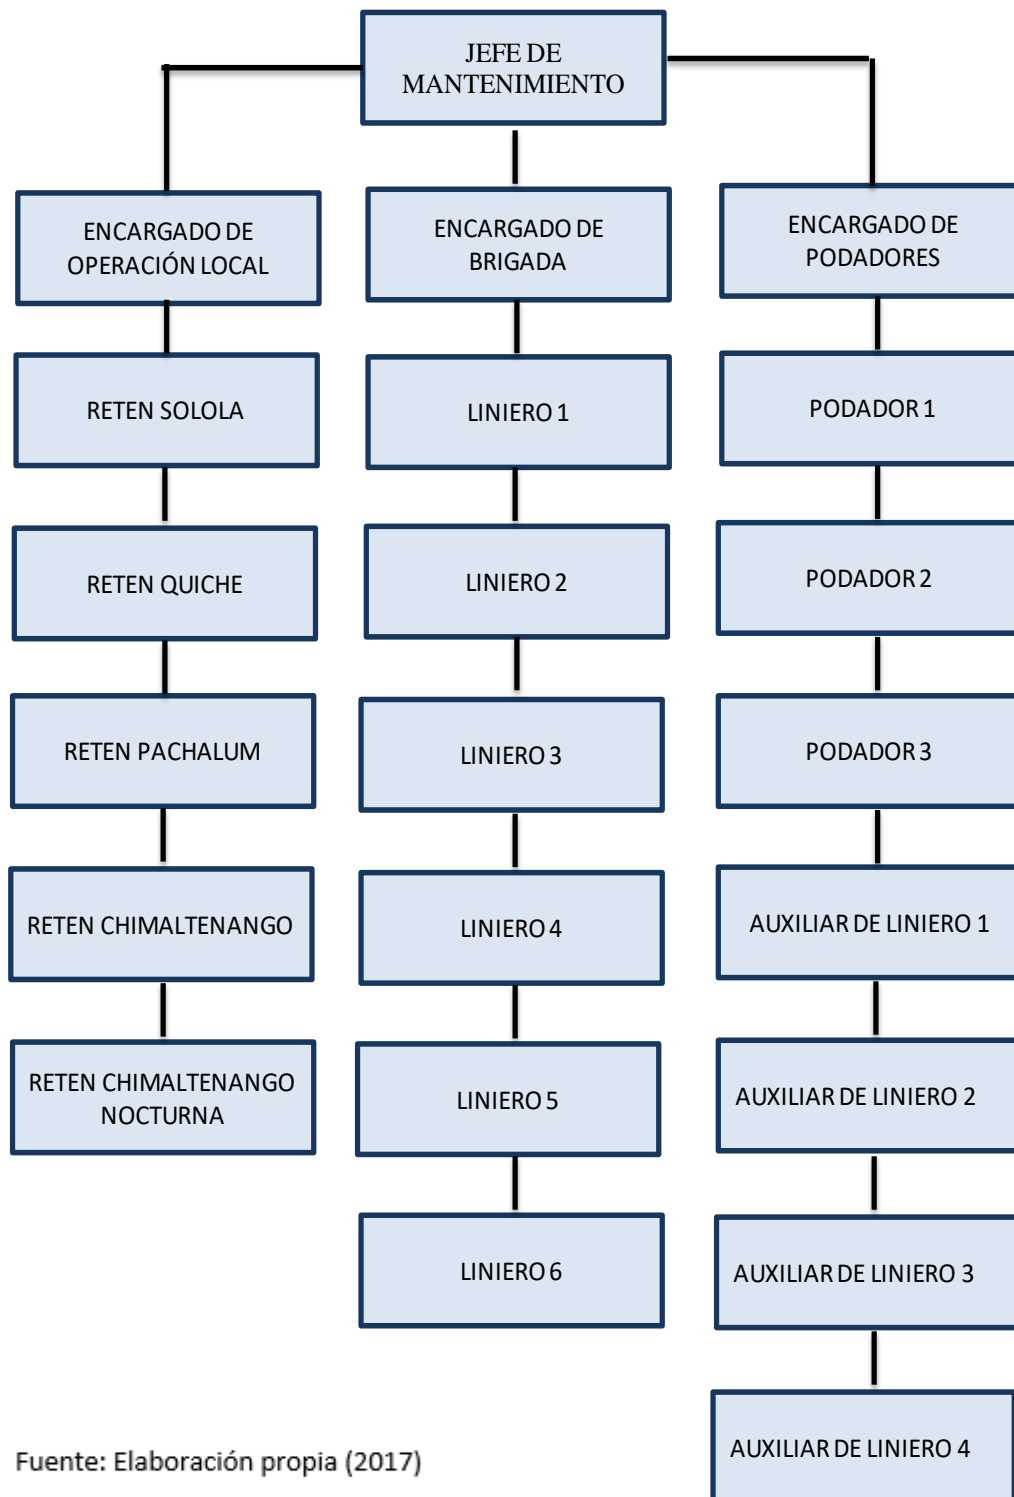 JEFE DE
MANTENIMIENTO
ENCARGADO DE
OPERACIÓN LOCAL
RETEN SOLOLA
RETEN QUICHE
RETEN PACHALUM
RETEN CHIMALTENANGO
RETEN CHIMALTENANGO
NOCTURNA
ENCARGADO DE
BRIGADA
LINIERO 1
LINIERO 2
LINIERO 3
LINIERO 4
LINIERO 5
LINIERO 6
ENCARGADO DE
PODADORES
PODADOR 1
PODADOR 2
PODADOR 3
AUXILIAR DE LINIERO 1
AUXILIAR DE LINIERO 2
AUXILIAR DE LINIERO 3
AUXILIAR DE LINIERO 4
Fuente: Elaboración propia (2017)